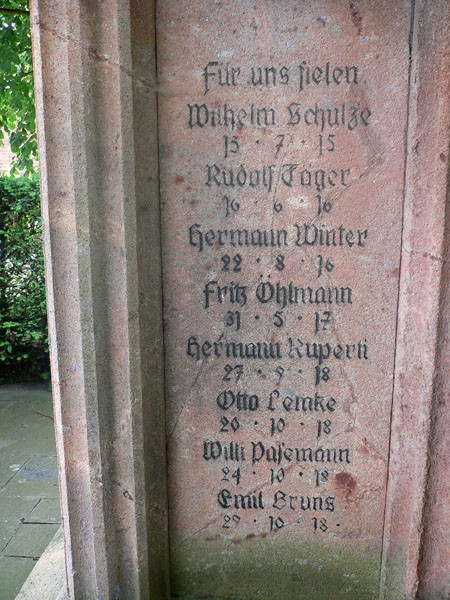 Für uns fielen
Wilhelm Schulze
15 · 7 · 15
Rudolf Tager
16 · 6 · 16
Hermann Winter
22 · 8 · 16
Fritz Öhlmann
31 · 5 · 17
Hermann Ruperti
27 · 9 · 18
Otto Lemke
20 · 10 · 18
Willi Pasemann
24 · 10 · 18
Emil Bruns
29 · 10 · 18 ·